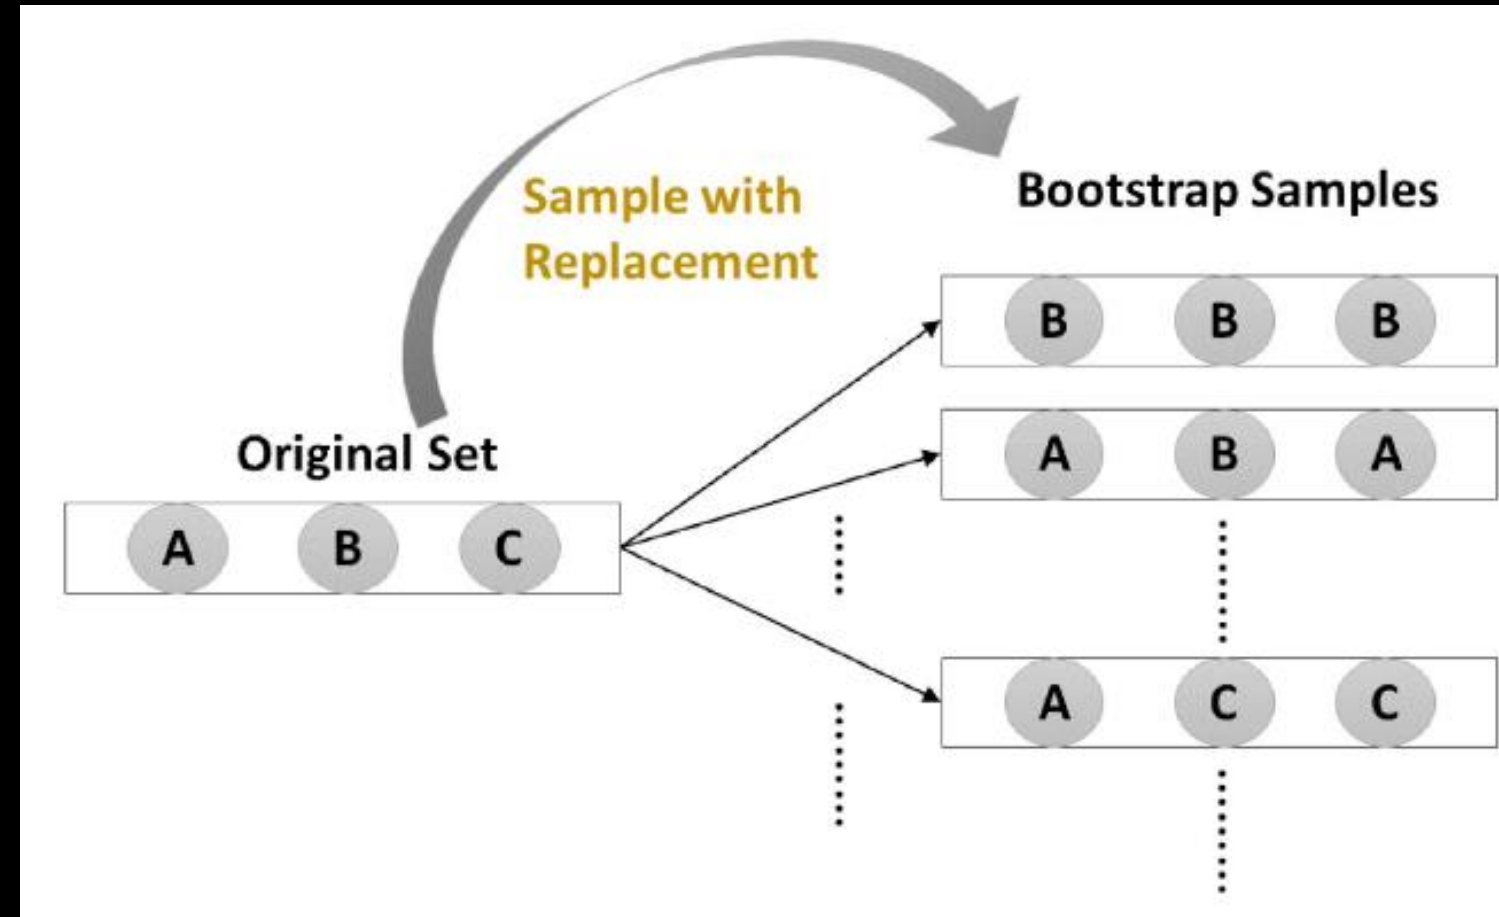 Sample with
Replacement
Bootstrap Samples
B B B
A B A
Original Set
A B C
A C C